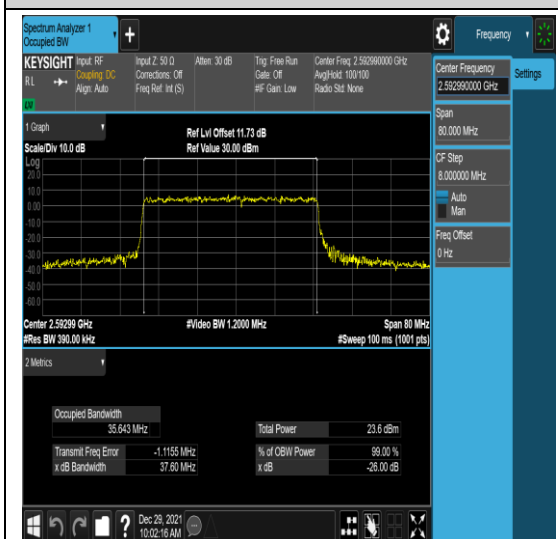 Spectrum Analyzer 1
Occupied BW
Frequency
KEYSIGHT
Input: RF
Coupling: DC
Align: Auto
R L
Input Z: 50 Ω
Corrections: Off
Freq Ref: Int (S)
Atten: 30 dB
Trig: Free Run
Gate: Off
#IF Gain: Low
Center Freq: 2.592990000 GHz
Avg|Hold: 100/100
Radio Std: None
Center Frequency
2.592990000 GHz
Settings
Span
80.000 MHz
CF Step
8.000000 MHz
Auto
Man
Freq Offset
0 Hz
1 Graph
Scale/Div 10.0 dB
Ref Lvl Offset 11.73 dB
Ref Value 30.00 dBm
Log
20.0
10.0
0.00
-10.0
-20.0
-30.0
-40.0
-50.0
-60.0
Center 2.59299 GHz
#Res BW 390.00 kHz
#Video BW 1.2000 MHz
Span 80 MHz
#Sweep 100 ms (1001 pts)
2 Metrics
Occupied Bandwidth
35.643 MHz
Total Power 23.6 dBm
Transmit Freq Error -1.1155 MHz
% of OBW Power 99.00 %
x dB Bandwidth 37.60 MHz
x dB -26.00 dB
?
Dec 29, 2021
10:02:16 AM